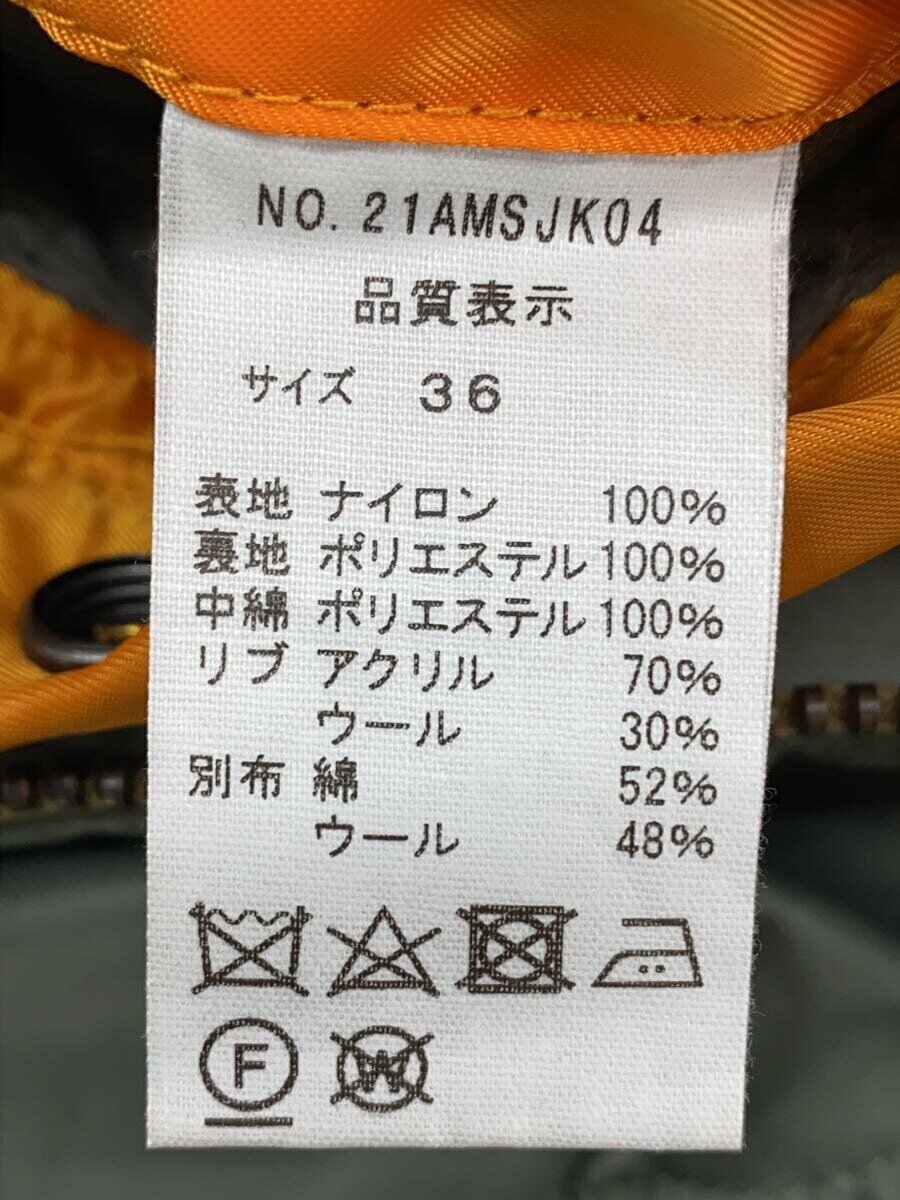 NO. 21AMSJK04
品質表示
サイズ 36
表地 ナイロン 100%
裏地 ポリエステル 100%
中綿 ポリエステル 100%
リブ アクリル 70%
ウール 30%
別布 綿 52%
ウール 48%
F
W